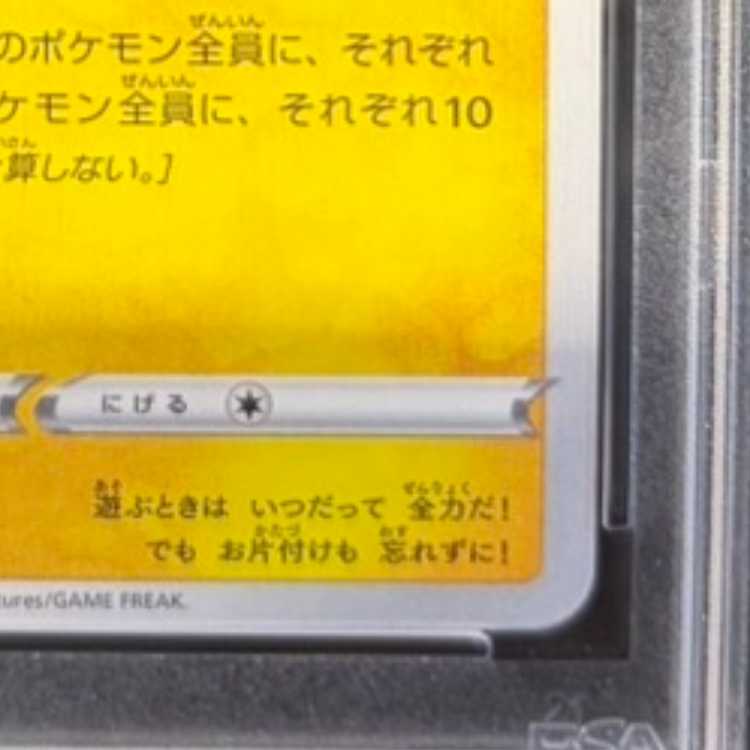 のポケモン全員に、それぞれ
ケモン全員に、それぞれ10
算しない。]
にげる
遊ぶときは いつだって 全力だ!
でも お片付けも 忘れずに!
tures/GAME FREAK.